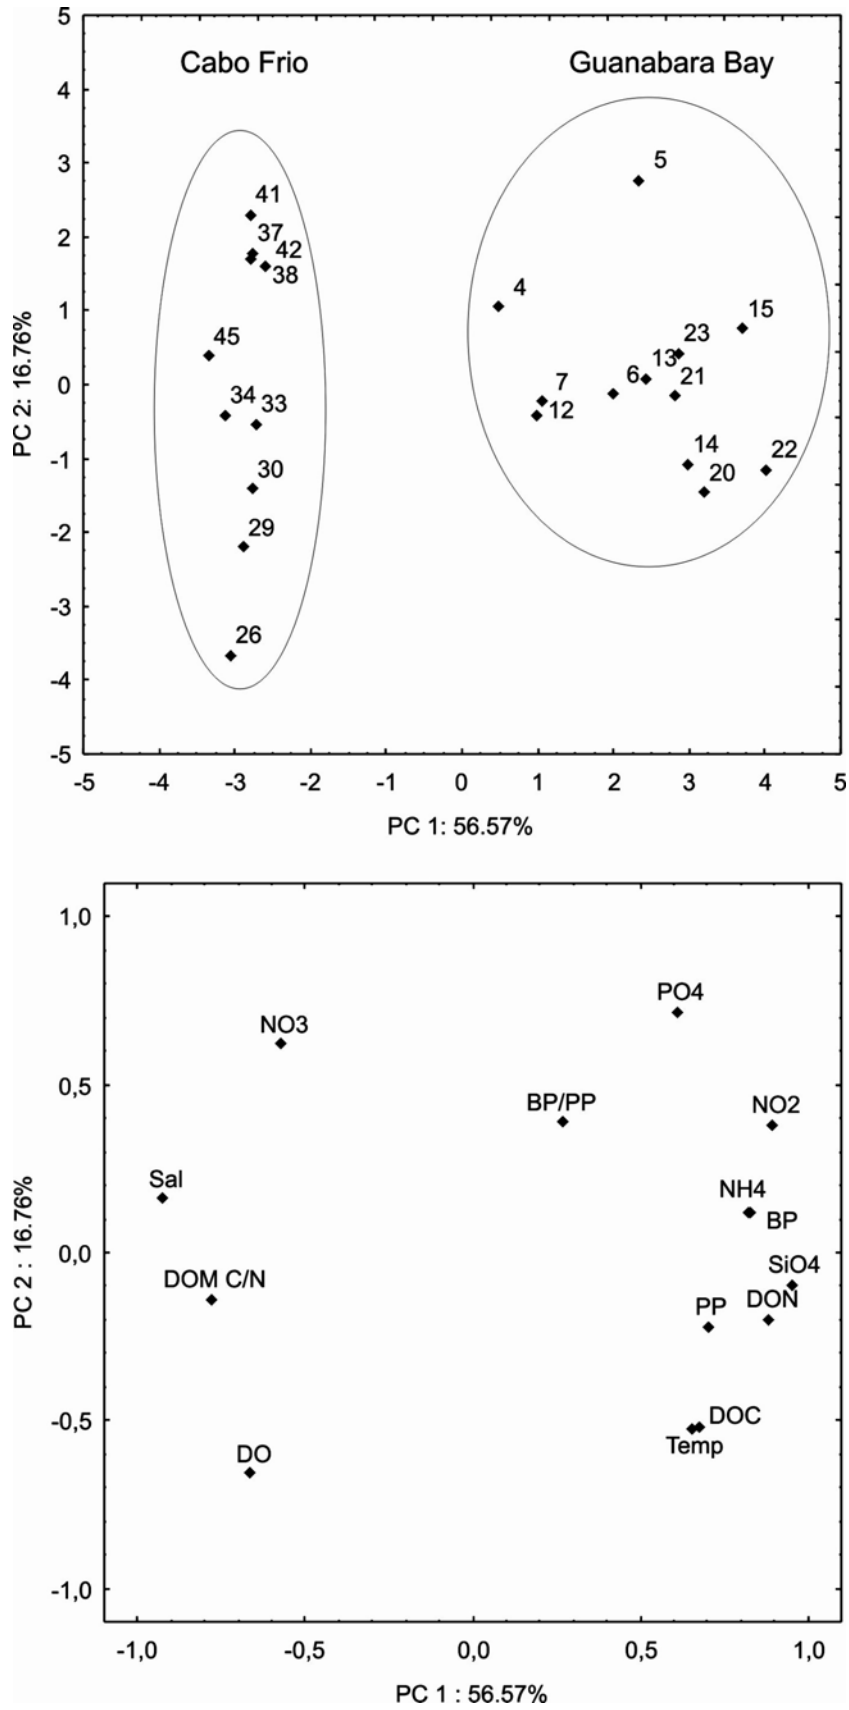 5
Cabo Frio Guanabara Bay
4
3
5
41
2
37
42
38
4
1
15
45
23
13
6
21
0
7
34
33
12
-1
14
22
30
20
-2
29
-3
26
-4
-5
-5 -4 -3 -2 -1 0 1 2 3 4 5
PC 1: 56.57%
PC 2: 16.76%
1,0
PO4
NO3
0,5
BP/PP
NO2
Sal
NH4
BP
0,0
SiO4
DOM C/N
DON
PP
-0,5
DOC
Temp
DO
-1,0
-1,0 -0,5 0,0 0,5 1,0
PC 1 : 56.57%
PC 2 : 16.76%